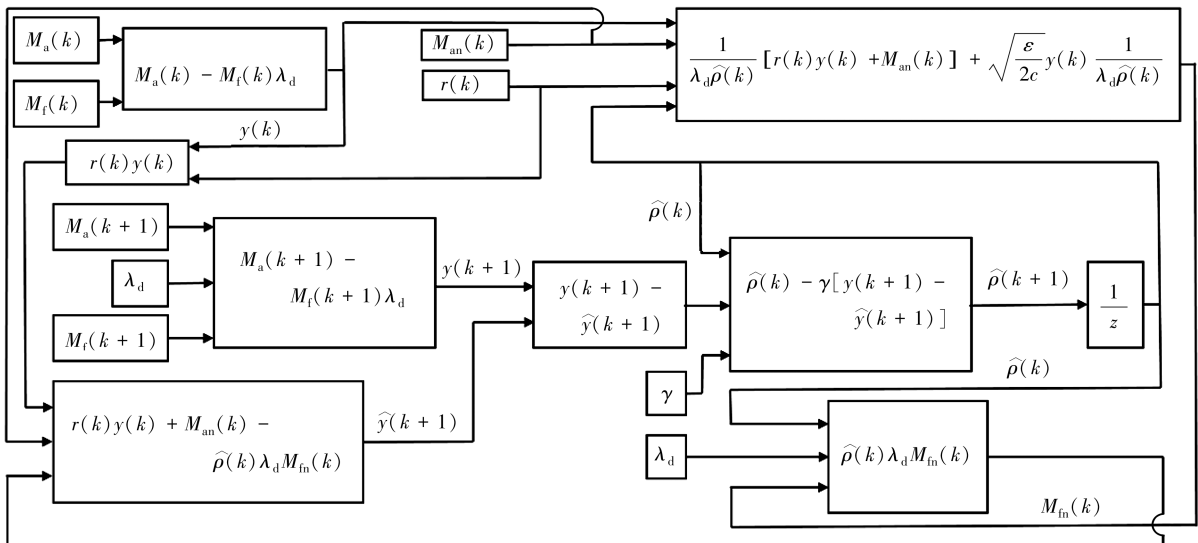 M_a(k)
M_f(k)
M_a(k) − M_f(k)λ_d
M_an(k)
r(k)
1/(λ_d ρ̂(k)) [r(k)y(k) + M_an(k)] + √(ε/2c) y(k) 1/(λ_d ρ̂(k))
y(k)
r(k)y(k)
ρ̂(k)
M_a(k + 1)
λ_d
M_f(k + 1)
M_a(k + 1) −
M_f(k + 1)λ_d
y(k + 1)
y(k + 1) −
ŷ(k + 1)
ρ̂(k) − γ[y(k + 1) −
ŷ(k + 1)]
ρ̂(k + 1)
1/z
γ
ρ̂(k)
r(k)y(k) + M_an(k) −
ρ̂(k)λ_d M_fn(k)
ŷ(k + 1)
λ_d
ρ̂(k)λ_d M_fn(k)
M_fn(k)